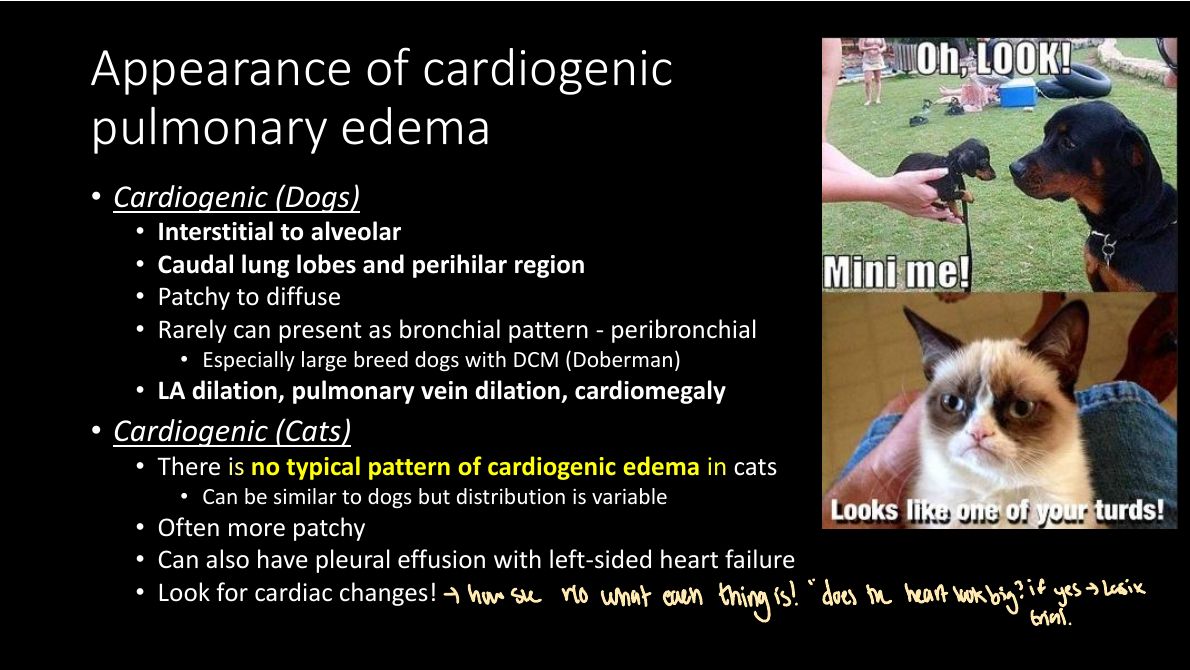 Appearance of cardiogenic
pulmonary edema
• Cardiogenic (Dogs)
• Interstitial to alveolar
• Caudal lung lobes and perihilar region
• Patchy to diffuse
• Rarely can present as bronchial pattern - peribronchial
• Especially large breed dogs with DCM (Doberman)
• LA dilation, pulmonary vein dilation, cardiomegaly
• Cardiogenic (Cats)
• There is no typical pattern of cardiogenic edema in cats
• Can be similar to dogs but distribution is variable
• Often more patchy
• Can also have pleural effusion with left-sided heart failure
• Look for cardiac changes! → what each thing is! "does the heart look big? if yes → Lasix
trial.
Oh, LOOK!
Mini me!
Looks like one of your turds!